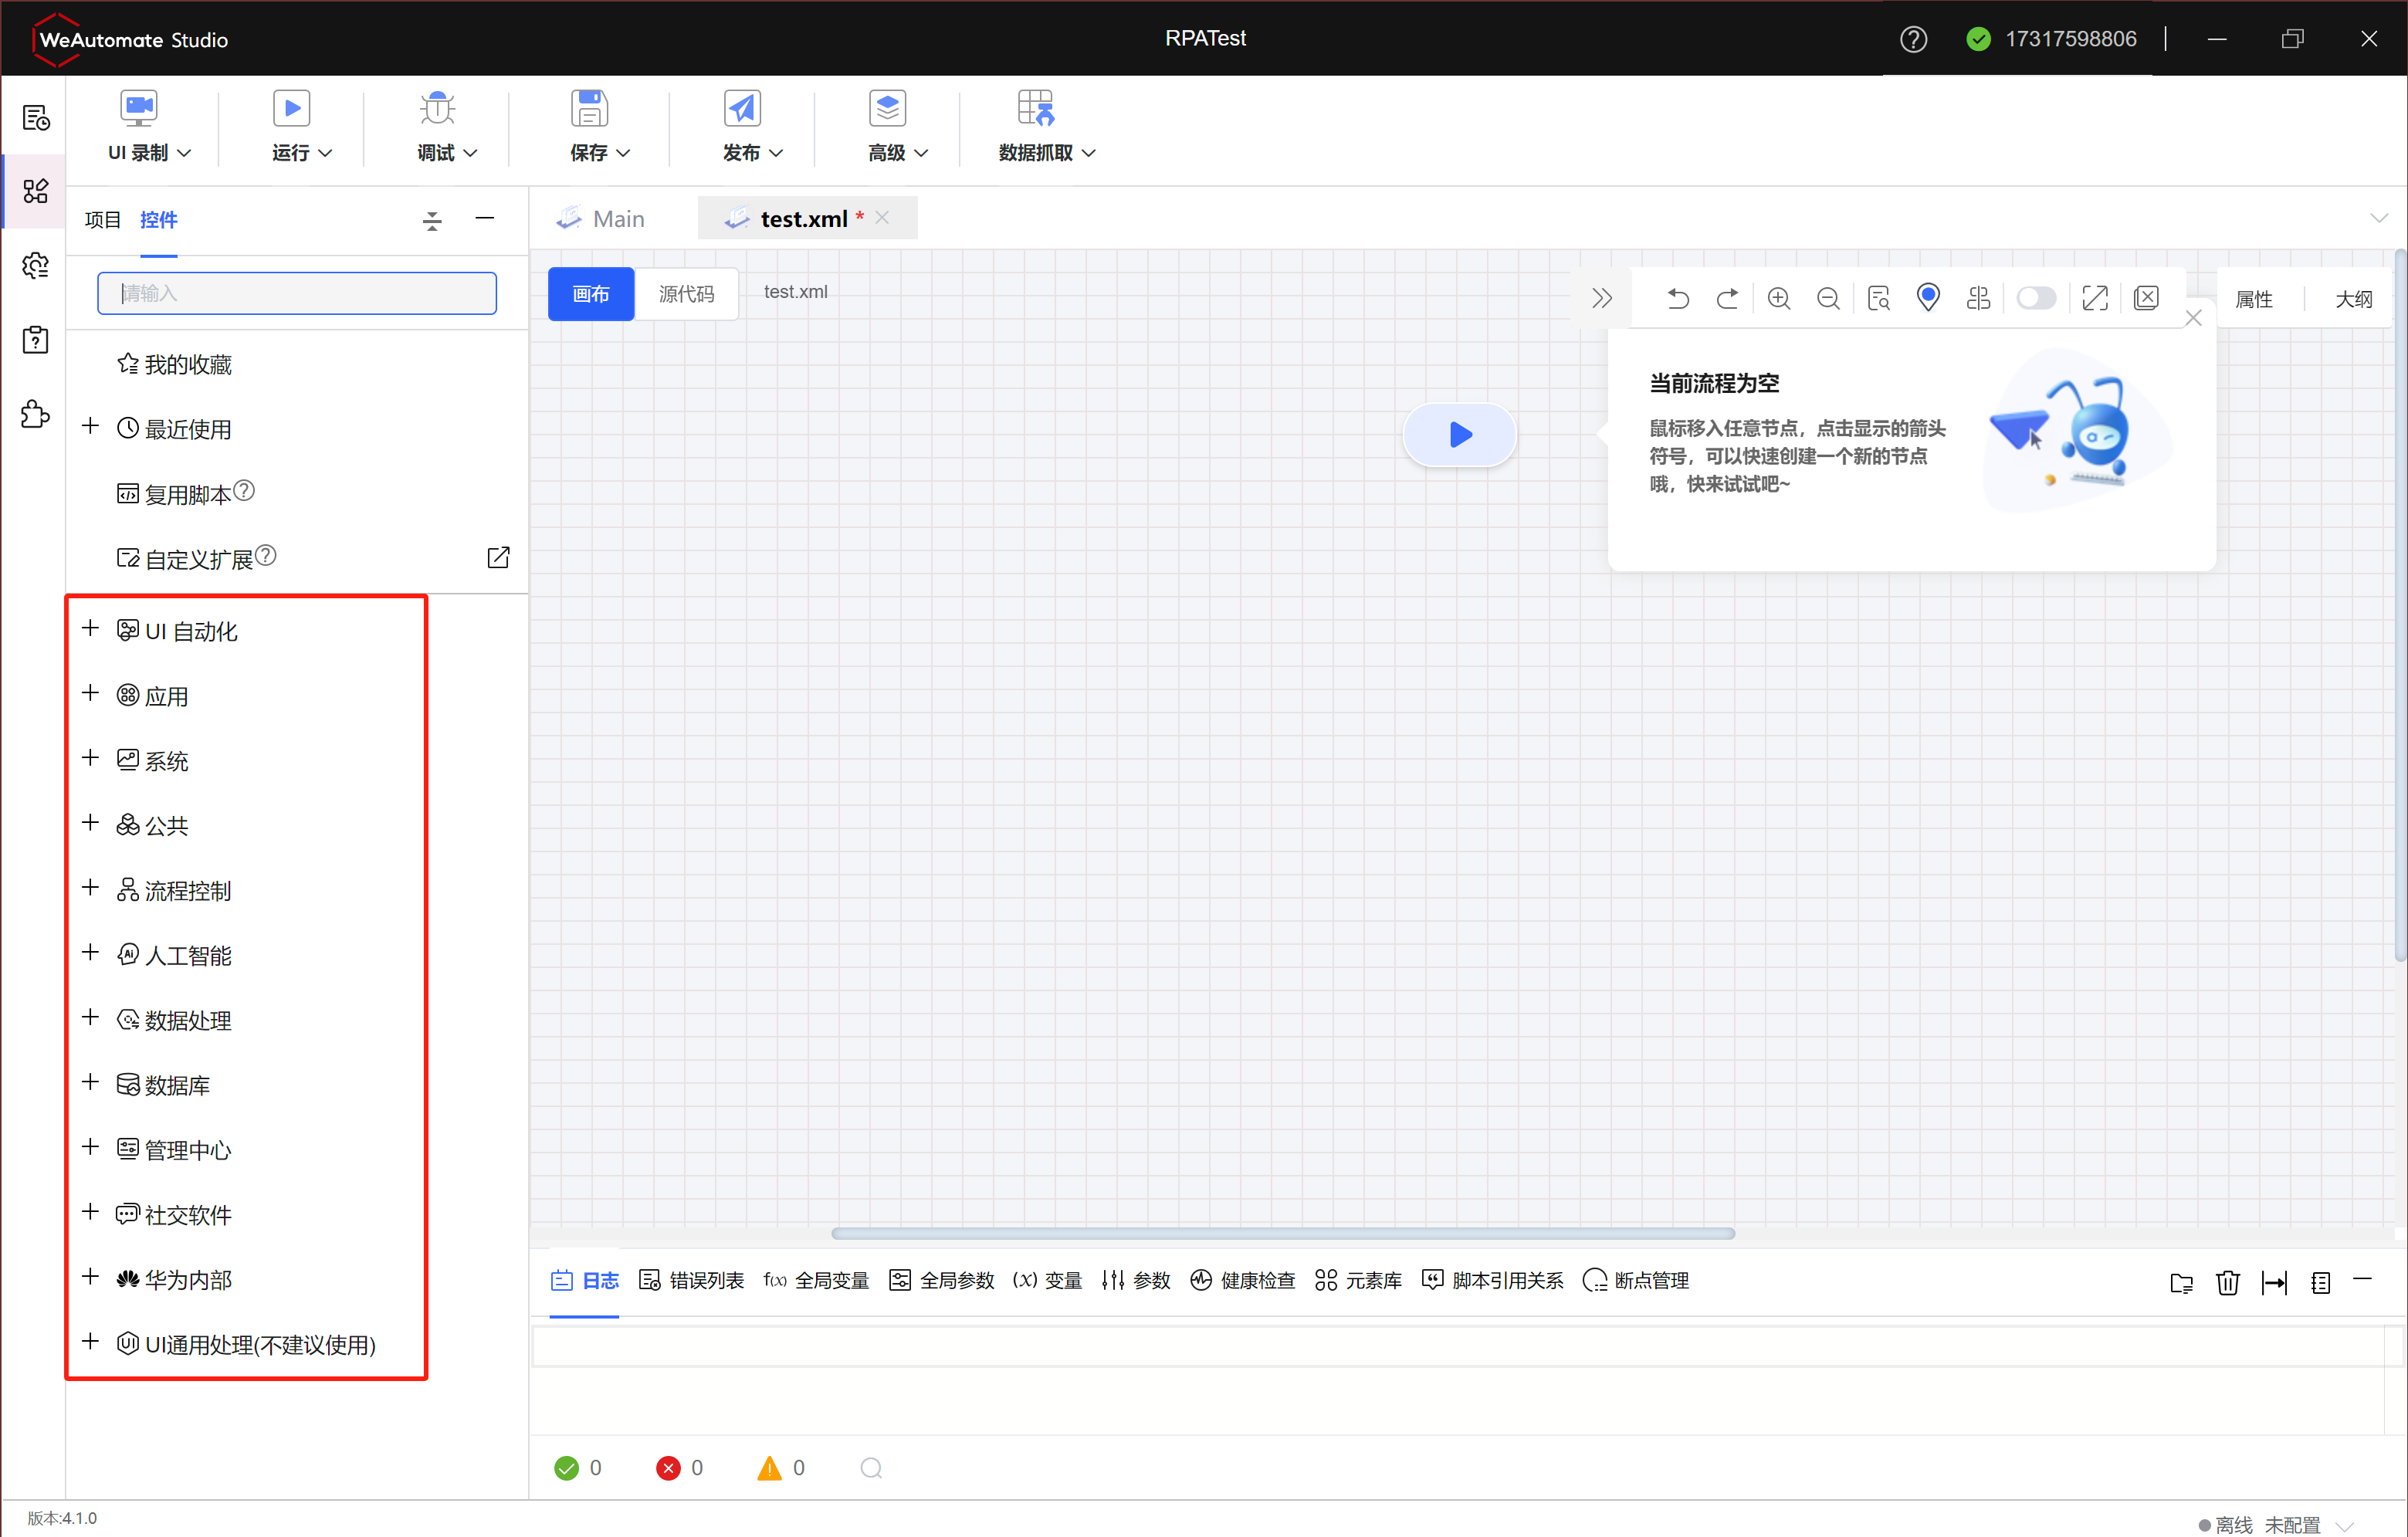 WeAutomate Studio
RPATest
17317598806
UI 录制
运行
调试
保存
发布
高级
数据抓取
项目 控件
请输入
我的收藏
最近使用
复用脚本
自定义扩展
UI 自动化
应用
系统
公共
流程控制
人工智能
数据处理
数据库
管理中心
社交软件
华为内部
UI通用处理(不建议使用)
Main
test.xml *
画布 源代码 test.xml
属性 大纲
当前流程为空
鼠标移入任意节点，点击显示的箭头
符号，可以快速创建一个新的节点
哦，快来试试吧~
日志 错误列表 f(x) 全局变量 全局参数 (x) 变量 参数 健康检查 元素库 脚本引用关系 断点管理
0 0 0
版本:4.1.0
离线 未配置